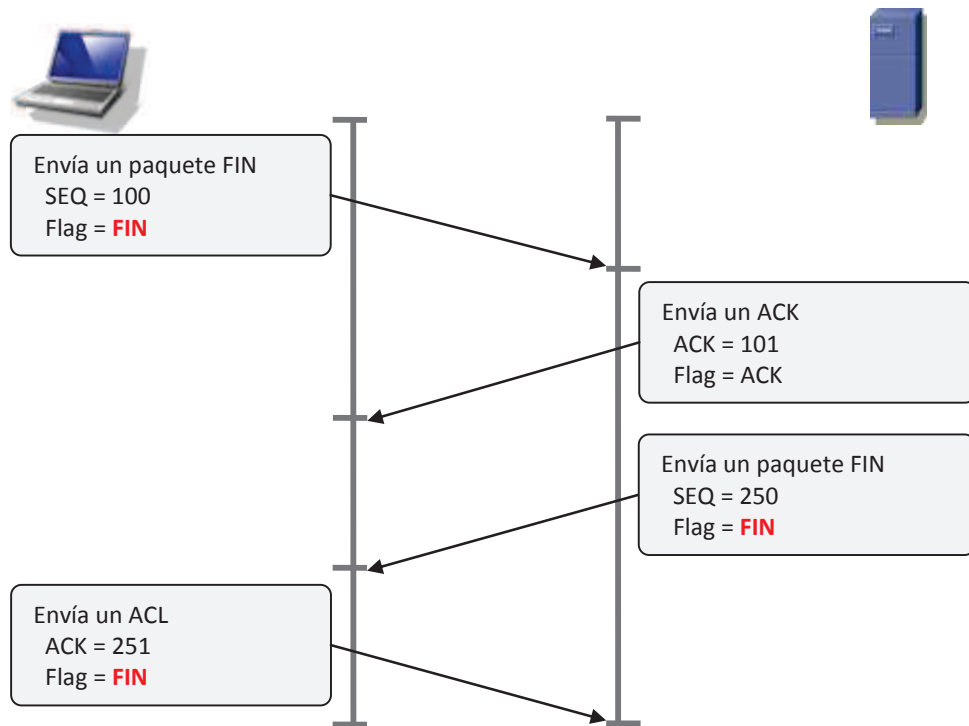 Envía un paquete FIN
SEQ = 100
Flag = FIN
Envía un ACK
ACK = 101
Flag = ACK
Envía un paquete FIN
SEQ = 250
Flag = FIN
Envía un ACL
ACK = 251
Flag = FIN